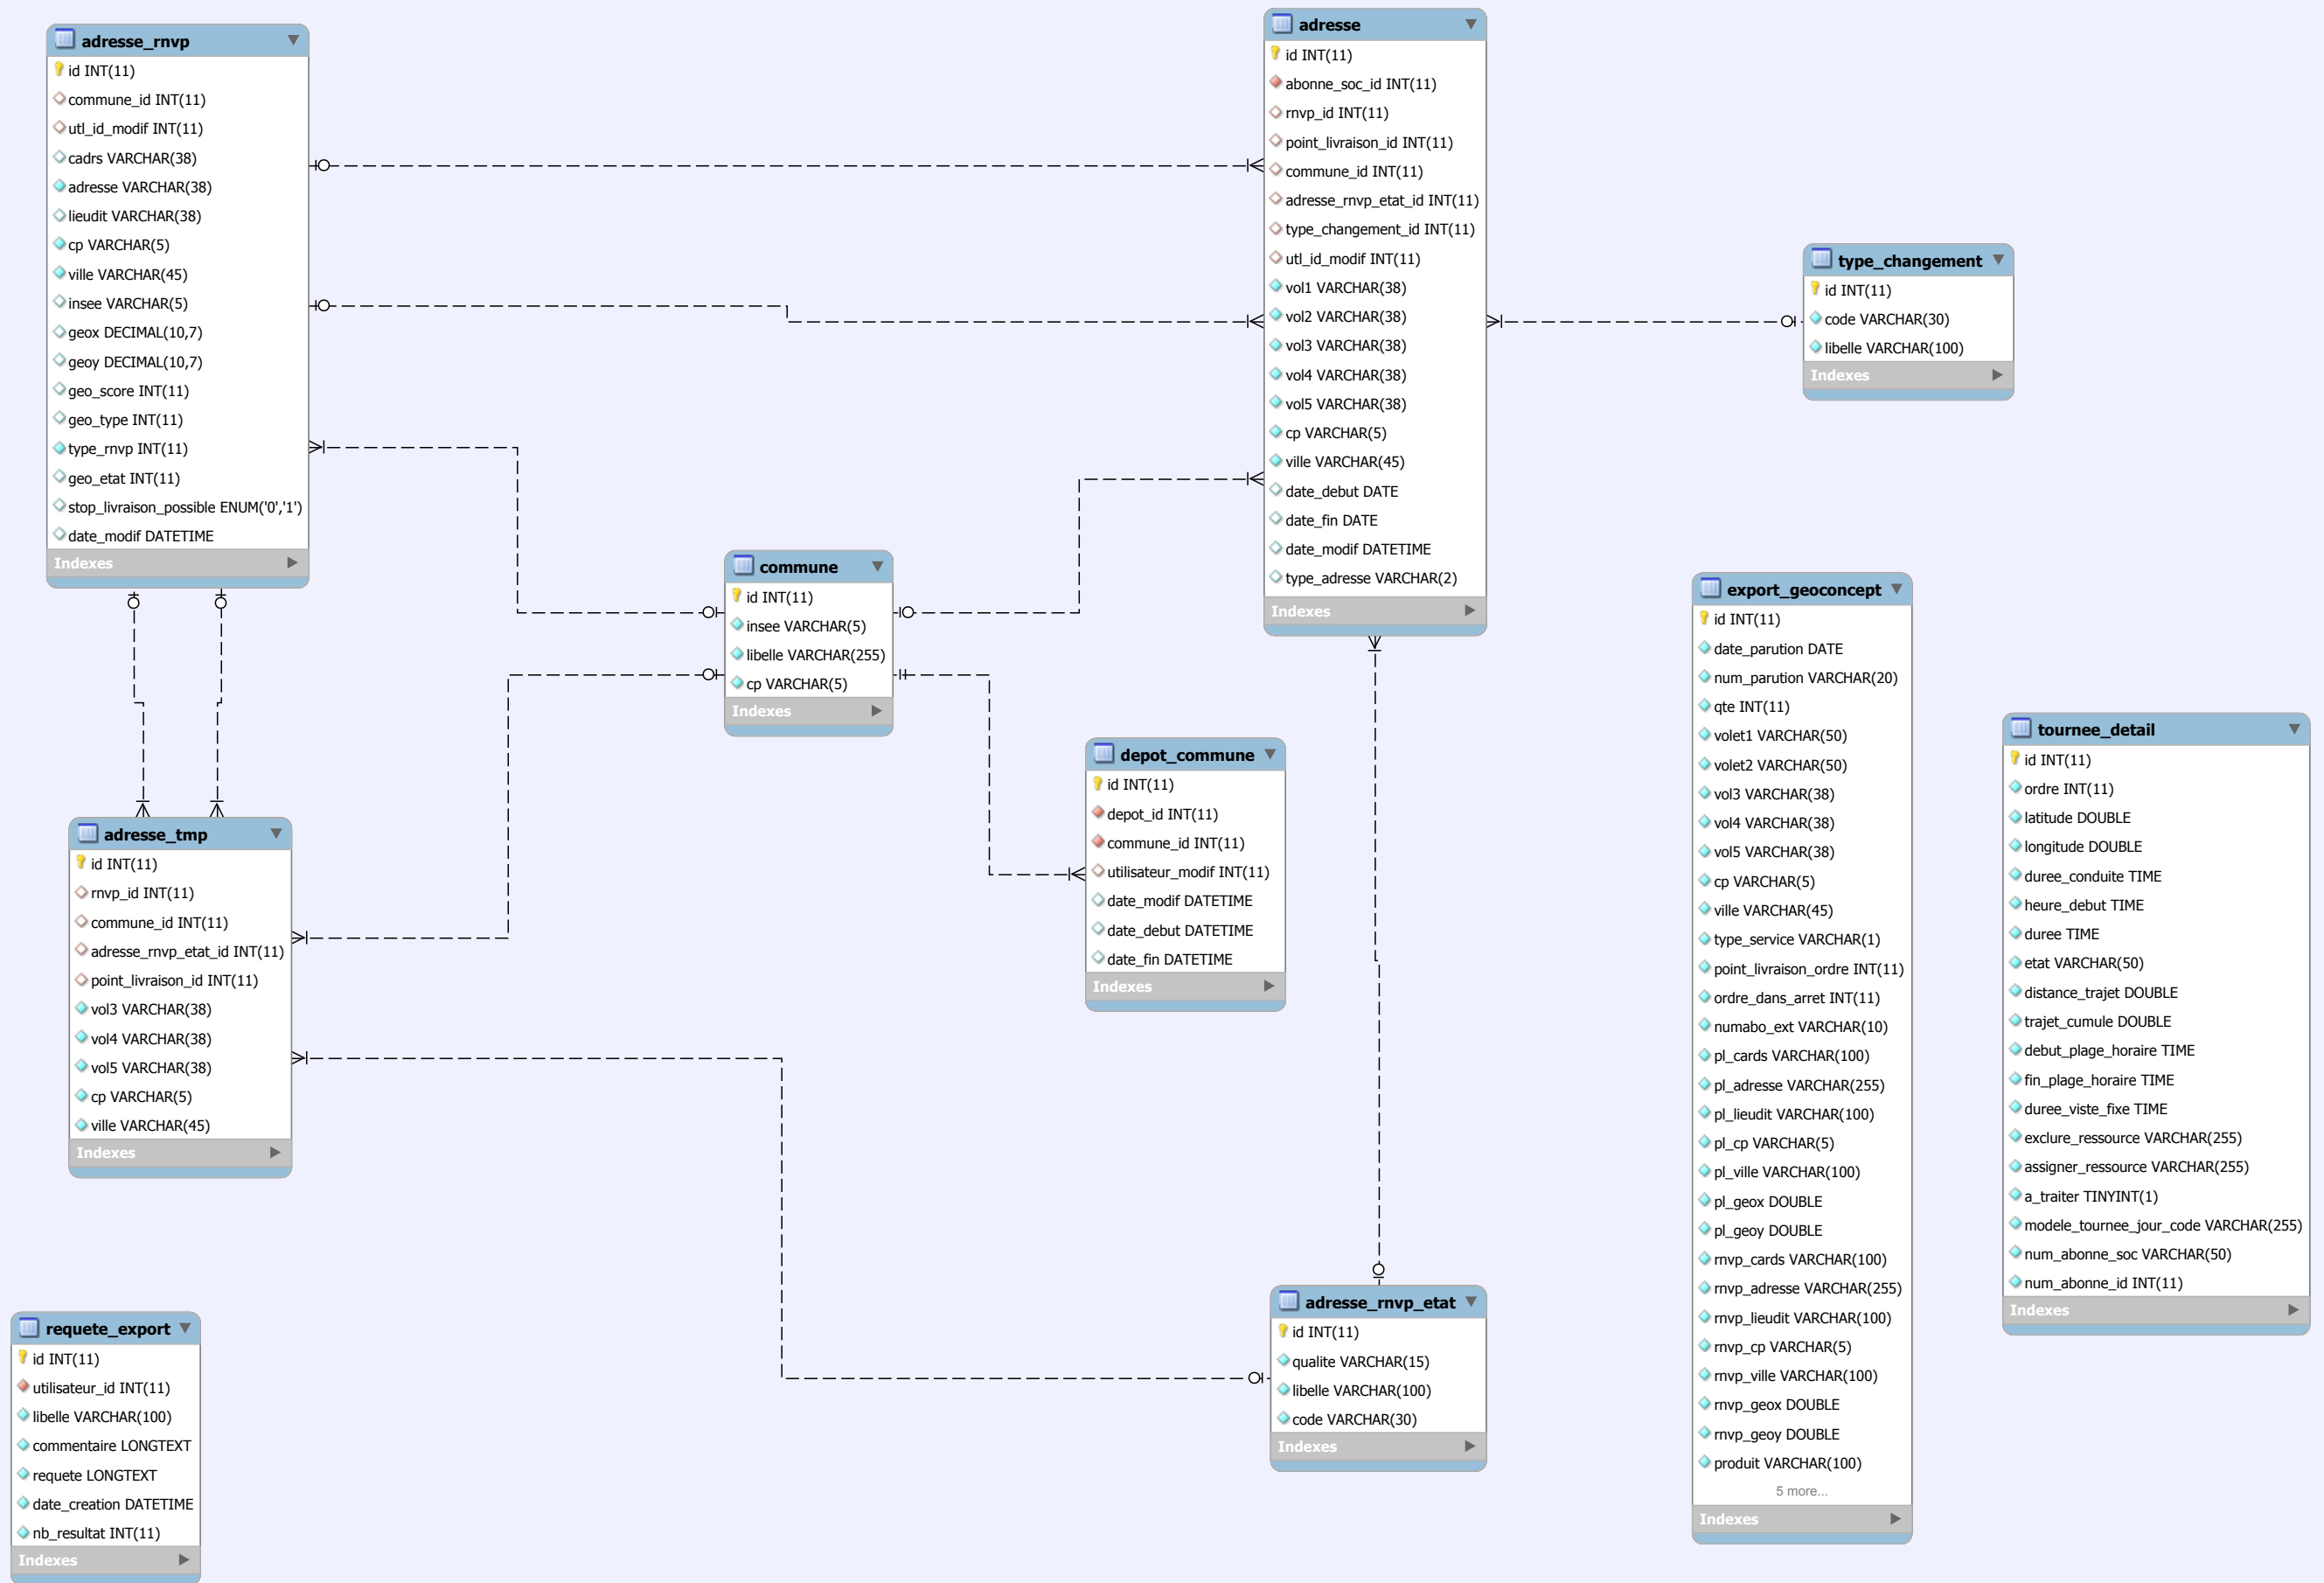 adresse_rnvp
id INT(11)
commune_id INT(11)
utl_id_modif INT(11)
cadrs VARCHAR(38)
adresse VARCHAR(38)
lieudit VARCHAR(38)
cp VARCHAR(5)
ville VARCHAR(45)
insee VARCHAR(5)
geox DECIMAL(10,7)
geoy DECIMAL(10,7)
geo_score INT(11)
geo_type INT(11)
type_rnvp INT(11)
geo_etat INT(11)
stop_livraison_possible ENUM('0','1')
date_modif DATETIME
Indexes
adresse
id INT(11)
abonne_soc_id INT(11)
rnvp_id INT(11)
point_livraison_id INT(11)
commune_id INT(11)
adresse_rnvp_etat_id INT(11)
type_changement_id INT(11)
utl_id_modif INT(11)
vol1 VARCHAR(38)
vol2 VARCHAR(38)
vol3 VARCHAR(38)
vol4 VARCHAR(38)
vol5 VARCHAR(38)
cp VARCHAR(5)
ville VARCHAR(45)
date_debut DATE
date_fin DATE
date_modif DATETIME
type_adresse VARCHAR(2)
Indexes
type_changement
id INT(11)
code VARCHAR(30)
libelle VARCHAR(100)
Indexes
commune
id INT(11)
insee VARCHAR(5)
libelle VARCHAR(255)
cp VARCHAR(5)
Indexes
depot_commune
id INT(11)
depot_id INT(11)
commune_id INT(11)
utilisateur_modif INT(11)
date_modif DATETIME
date_debut DATETIME
date_fin DATETIME
Indexes
export_geoconcept
id INT(11)
date_parution DATE
num_parution VARCHAR(20)
qte INT(11)
volet1 VARCHAR(50)
volet2 VARCHAR(50)
vol3 VARCHAR(38)
vol4 VARCHAR(38)
vol5 VARCHAR(38)
cp VARCHAR(5)
ville VARCHAR(45)
type_service VARCHAR(1)
point_livraison_ordre INT(11)
ordre_dans_arret INT(11)
numabo_ext VARCHAR(10)
pl_cards VARCHAR(100)
pl_adresse VARCHAR(255)
pl_lieudit VARCHAR(100)
pl_cp VARCHAR(5)
pl_ville VARCHAR(100)
pl_geox DOUBLE
pl_geoy DOUBLE
rnvp_cards VARCHAR(100)
rnvp_adresse VARCHAR(255)
rnvp_lieudit VARCHAR(100)
rnvp_cp VARCHAR(5)
rnvp_ville VARCHAR(100)
rnvp_geox DOUBLE
rnvp_geoy DOUBLE
produit VARCHAR(100)
5 more...
Indexes
tournee_detail
id INT(11)
ordre INT(11)
latitude DOUBLE
longitude DOUBLE
duree_conduite TIME
heure_debut TIME
duree TIME
etat VARCHAR(50)
distance_trajet DOUBLE
trajet_cumule DOUBLE
debut_plage_horaire TIME
fin_plage_horaire TIME
duree_viste_fixe TIME
exclure_ressource VARCHAR(255)
assigner_ressource VARCHAR(255)
a_traiter TINYINT(1)
modele_tournee_jour_code VARCHAR(255)
num_abonne_soc VARCHAR(50)
num_abonne_id INT(11)
Indexes
adresse_tmp
id INT(11)
rnvp_id INT(11)
commune_id INT(11)
adresse_rnvp_etat_id INT(11)
point_livraison_id INT(11)
vol3 VARCHAR(38)
vol4 VARCHAR(38)
vol5 VARCHAR(38)
cp VARCHAR(5)
ville VARCHAR(45)
Indexes
adresse_rnvp_etat
id INT(11)
qualite VARCHAR(15)
libelle VARCHAR(100)
code VARCHAR(30)
Indexes
requete_export
id INT(11)
utilisateur_id INT(11)
libelle VARCHAR(100)
commentaire LONGTEXT
requete LONGTEXT
date_creation DATETIME
nb_resultat INT(11)
Indexes